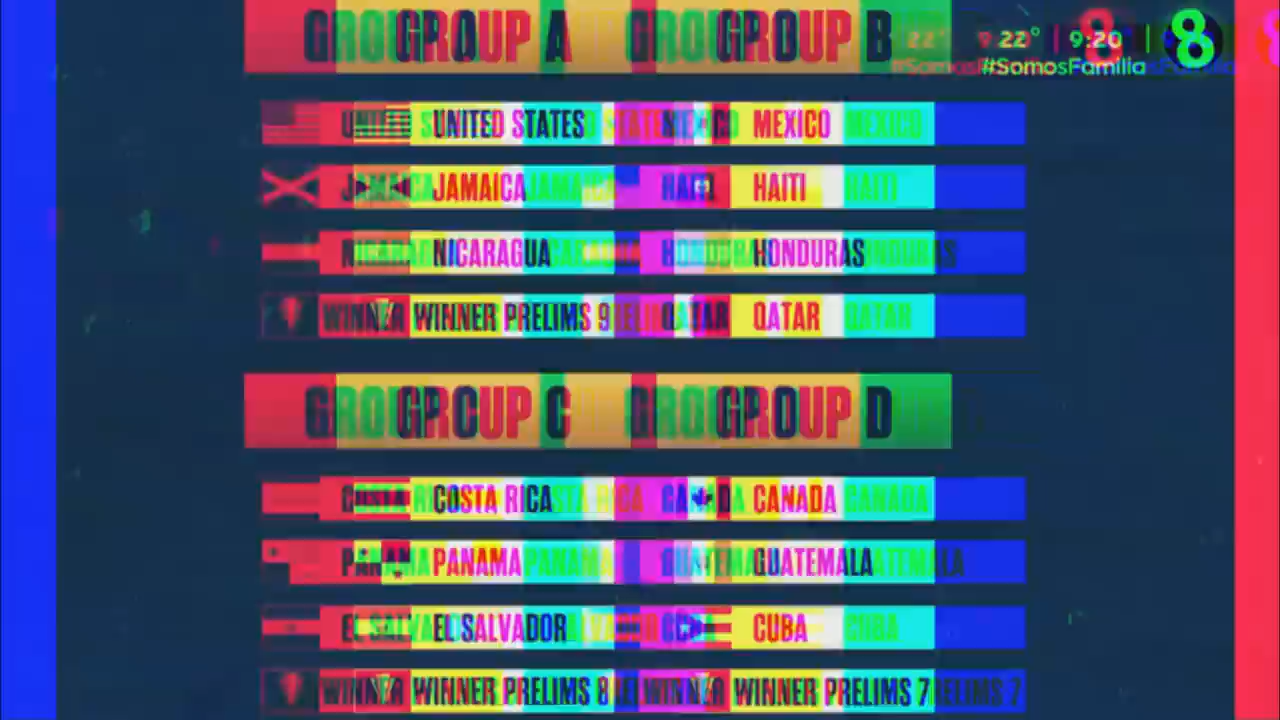 GROUP A GROUP B
22° | 9:20 | 8
#SomosFamilia
UNITED STATES MEXICO
JAMAICA HAITI
NICARAGUA HONDURAS
WINNER PRELIMS 9 QATAR
GROUP C GROUP D
COSTA RICA CANADA
PANAMA GUATEMALA
EL SALVADOR CUBA
WINNER PRELIMS 8 WINNER PRELIMS 7